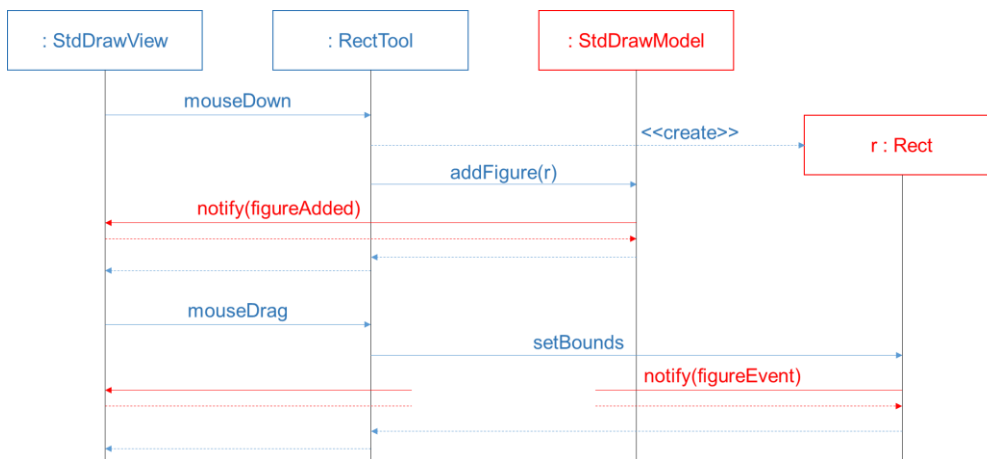 : StdDrawView
: RectTool
: StdDrawModel
mouseDown
<<create>>
r : Rect
addFigure(r)
notify(figureAdded)
mouseDrag
setBounds
notify(figureEvent)